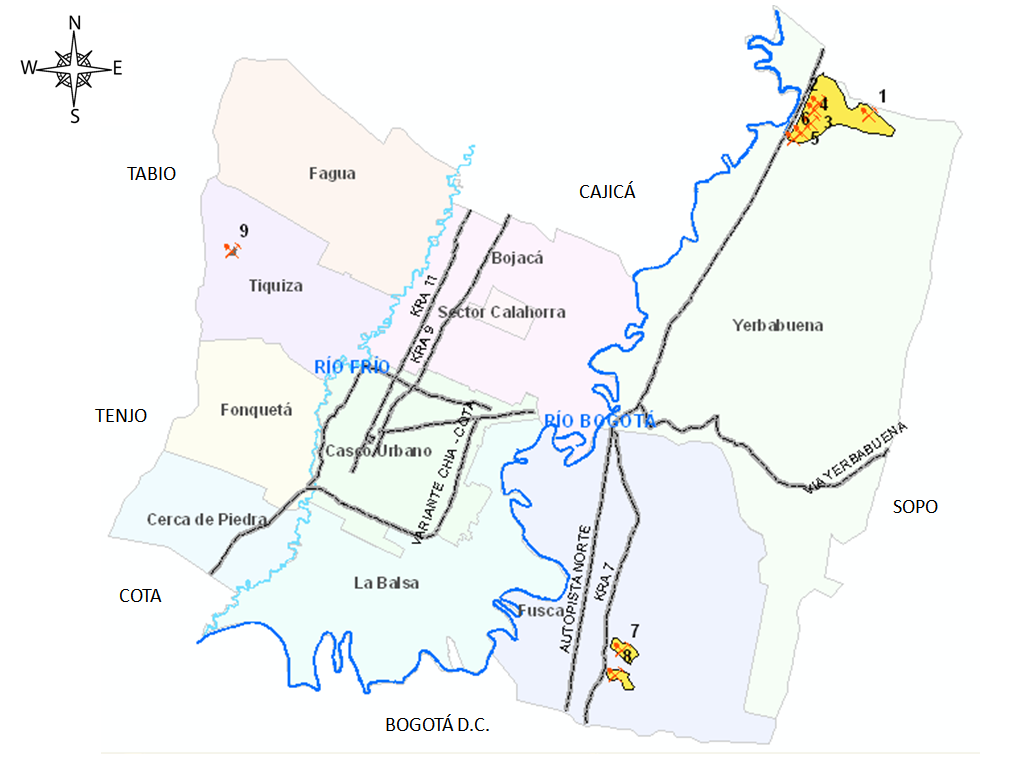 N
W
E
S
TABIO
CAJICÁ
TENJO
COTA
SOPO
BOGOTÁ D.C.
Fagua
Tiquiza
Fonquetá
Cerca de Piedra
La Balsa
Casco Urbano
Bojacá
Sector Calahorra
Yerbabuena
Fusca
RÍO FRÍO
RÍO BOGOTÁ
KRA 11
KRA 9
VARIANTE CHIA - COTA
AUTOPISTA NORTE
KRA 7
VIA YERBABUENA
1
2
4
3
6
5
7
8
9